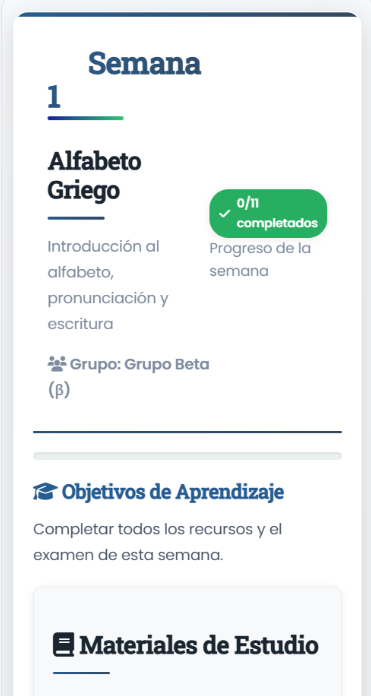 Semana
1
Alfabeto
Griego
0/11
completados
Progreso de la
semana
Introducción al
alfabeto,
pronunciación y
escritura
Grupo: Grupo Beta
(β)
Objetivos de Aprendizaje
Completar todos los recursos y el
examen de esta semana.
Materiales de Estudio